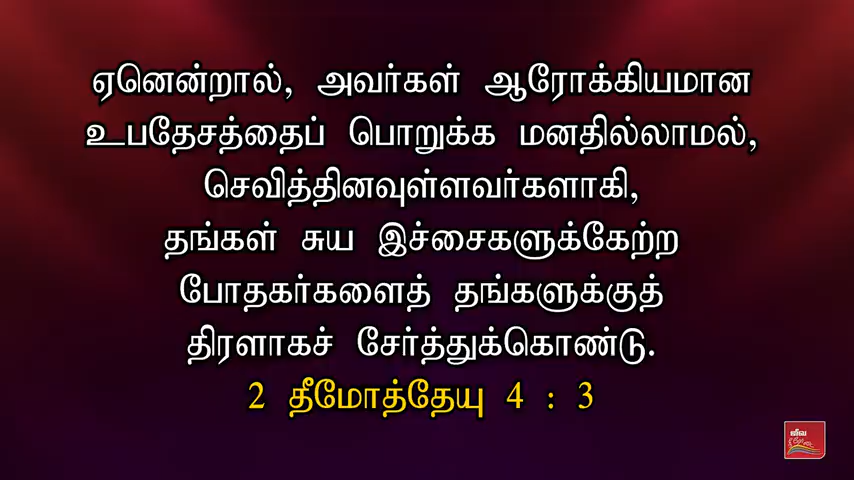 ஏனென்றால், அவர்கள் ஆரோக்கியமான
உபதேசத்தைப் பொறுக்க மனதில்லாமல்,
செவித்தினவுள்ளவர்களாகி,
தங்கள் சுய இச்சைகளுக்கேற்ற
போதகர்களைத் தங்களுக்குத்
திரளாகச் சேர்த்துக்கொண்டு.
2 தீமோத்தேயு 4 : 3